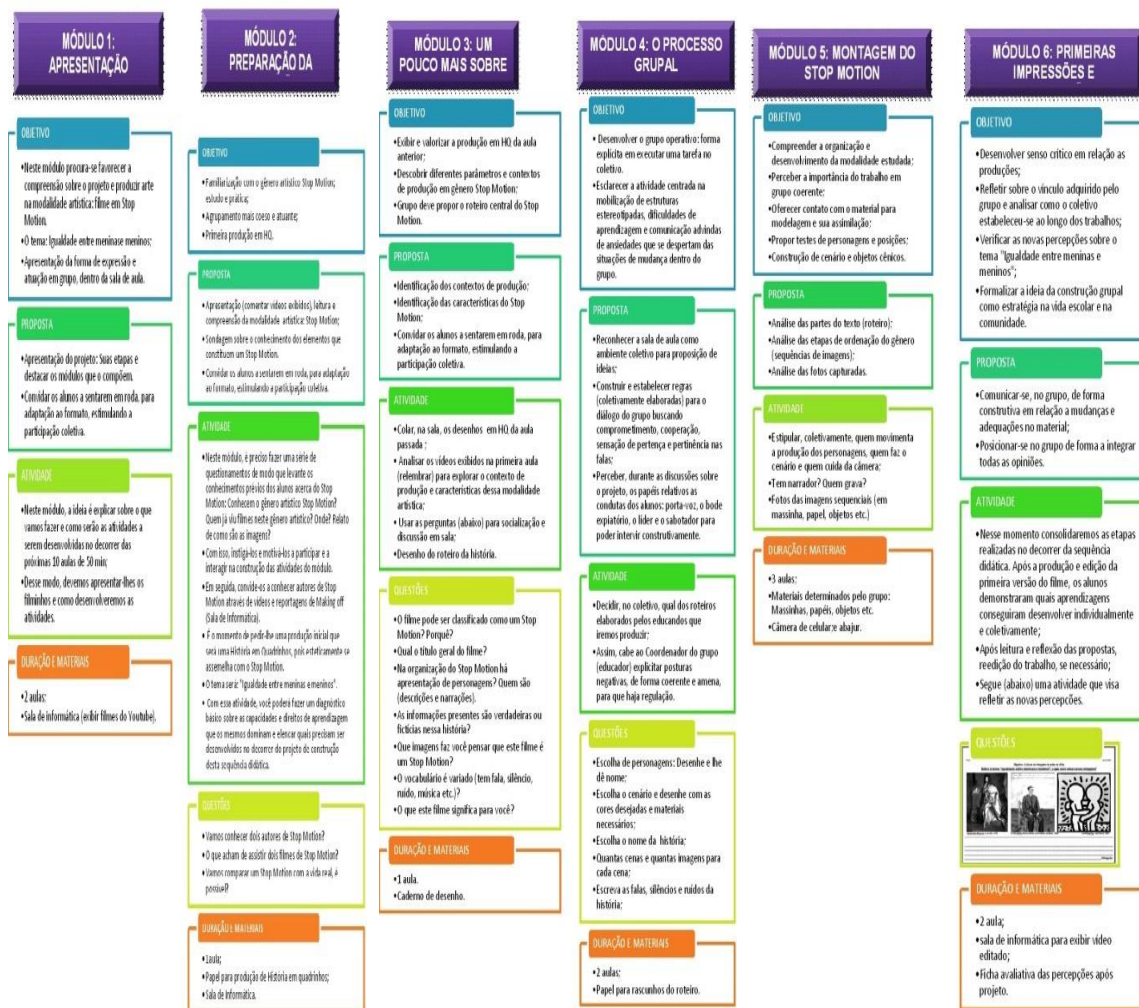 MÓDULO 1:
APRESENTAÇÃO
OBJETIVO
•Neste módulo procura-se favorecer a
compreensão sobre o projeto e produzir arte
na modalidade artística: filme em Stop
Motion.
•O tema: Igualdade entre meninas e meninos;
•Apresentação da forma de expressão e
atuação em grupo, dentro da sala de aula.
PROPOSTA
•Apresentação do projeto: Suas etapas e
destacar os módulos que o compõem.
•Convidar os alunos a sentarem em roda, para
adaptação ao formato, estimulando a
participação coletiva.
ATIVIDADE
•Neste módulo, a ideia é explicar sobre o que
vamos fazer e como serão as atividades a
serem desenvolvidas no decorrer das
próximas 10 aulas de 50 min;
•Desse modo, devemos apresentar-lhes os
filminhos e como desenvolveremos as
atividades.
DURAÇÃO E MATERIAIS
•2 aulas;
•Sala de informática (exibir filmes do Youtube).
MÓDULO 2:
PREPARAÇÃO DA
OBJETIVO
•Familiarização com o gênero artístico Stop Motion;
estudo e prática;
•Agrupamento mais coeso e atuante;
•Primeira produção em HQ.
PROPOSTA
•Apresentação (comentar vídeos exibidos), leitura e
compreensão da modalidade artística: Stop Motion;
•Sondagem sobre o conhecimento dos elementos que
constituem um Stop Motion.
•Convidar os alunos a sentarem em roda, para adaptação
ao formato, estimulando a participação coletiva.
ATIVIDADE
•Neste módulo, é preciso fazer uma série de
questionamentos de modo que levante os
conhecimentos prévios dos alunos acerca do Stop
Motion: Conhecem o gênero artístico Stop Motion?
Quem já viu filmes neste gênero artístico? Onde? Relato
de como são as imagens?
•Com isso, instigá-los e motivá-los a participar e a
interagir na construção das atividades do módulo.
•Em seguida, convide-os a conhecer autores de Stop
Motion através de vídeos e reportagens de Making off
(Sala de Informática).
•É o momento de pedir-lhe uma produção inicial que
será uma História em Quadrinhos, pois esteticamente se
assemelha com o Stop Motion.
•O tema será: "Igualdade entre meninas e meninos".
•Com essa atividade, você poderá fazer um diagnóstico
básico sobre as capacidades e direitos de aprendizagem
que os mesmos dominam e elencar quais precisam ser
desenvolvidos no decorrer do projeto de construção
desta sequência didática.
QUESTÕES
•Vamos conhecer dois autores de Stop Motion?
•O que acham de assistir dois filmes de Stop Motion?
•Vamos comparar um Stop Motion com a vida real, é
possível?
DURAÇÃO E MATERIAIS
•1aula;
•Papel para produção de História em quadrinhos;
•Sala de Informática.
MÓDULO 3: UM
POUCO MAIS SOBRE
OBJETIVO
•Exibir e valorizar a produção em HQ da aula
anterior;
•Descobrir diferentes parâmetros e contextos
de produção em gênero Stop Motion;
•Grupo deve propor o roteiro central do Stop
Motion.
PROPOSTA
•Identificação dos contextos de produção;
•Identificação das características do Stop
Motion;
•Convidar os alunos a sentarem em roda, para
adaptação ao formato, estimulando a
participação coletiva.
ATIVIDADE
•Colar, na sala, os desenhos em HQ da aula
passada ;
•Analisar os vídeos exibidos na primeira aula
(relembrar) para explorar o contexto de
produção e características dessa modalidade
artística;
•Usar as perguntas (abaixo) para socialização e
discussão em sala;
•Desenho do roteiro da história.
QUESTÕES
•O filme pode ser classificado como um Stop
Motion? Porquê?
•Qual o título geral do filme?
•Na organização do Stop Motion há
apresentação de personagens? Quem são
(descrições e narrações).
•As informações presentes são verdadeiras ou
fictícias nessa história?
•Que imagens faz você pensar que este filme é
um Stop Motion?
•O vocabulário é variado (tem fala, silêncio,
ruído, música etc.)?
•O que este filme significa para você?
DURAÇÃO E MATERIAIS
•1 aula.
•Caderno de desenho.
MÓDULO 4: O PROCESSO
GRUPAL
OBJETIVO
• Desenvolver o grupo operativo: forma
explícita em executar uma tarefa no
coletivo.
•Esclarecer a atividade centrada na
mobilização de estruturas
estereotipadas, dificuldades de
aprendizagem e comunicação advindas
de ansiedades que se despertam das
situações de mudança dentro do
grupo.
PROPOSTA
•Reconhecer a sala de aula como
ambiente coletivo para proposição de
ideias;
•Construir e estabelecer regras
(coletivamente elaboradas) para o
diálogo do grupo buscando
comprometimento, cooperação,
sensação de pertença e pertinência nas
falas;
•Perceber, durante as discussões sobre
o projeto, os papéis relativos as
condutas dos alunos: porta-voz, o bode
expiatório, o líder e o sabotador para
poder intervir construtivamente.
ATIVIDADE
•Decidir, no coletivo, qual dos roteiros
elaborados pelos educandos que
iremos produzir;
•Assim, cabe ao Coordenador do grupo
(educador) explicitar posturas
negativas, de forma coerente e amena,
para que haja regulação.
QUESTÕES
•Escolha de personagens: Desenhe e lhe
dê nome;
•Escolha o cenário e desenhe com as
cores desejadas e materiais
necessários;
•Escolha o nome da história;
•Quantas cenas e quantas imagens para
cada cena;
•Escreva as falas, silêncios e ruídos da
história;
DURAÇÃO E MATERIAIS
•2 aulas;
•Papel para rascunhos do roteiro.
MÓDULO 5: MONTAGEM DO
STOP MOTION
OBJETIVO
•Compreender a organização e
desenvolvimento da modalidade estudada;
•Perceber a importância do trabalho em
grupo coerente;
•Oferecer contato com o material para
modelagem e sua assimilação;
•Propor testes de personagens e posições;
•Construção de cenário e objetos cênicos.
PROPOSTA
•Análise das partes do texto (roteiro);
•Análise das etapas de ordenação do gênero
(sequências de imagens);
•Análise das fotos capturadas.
ATIVIDADE
•Estipular, coletivamente, quem movimenta
a produção dos personagens, quem faz o
cenário e quem cuida da câmera;
•Tem narrador? Quem grava?
•Fotos das imagens sequenciais (em
massinha, papel, objetos etc.)
DURAÇÃO E MATERIAIS
•3 aulas;
•Materiais determinados pelo grupo:
Massinhas, papéis, objetos etc.
•Câmera de celular;e abajur.
MÓDULO 6: PRIMEIRAS
IMPRESSÕES E
OBJETIVO
•Desenvolver senso critico em relação as
produções;
•Refletir sobre o vínculo adquirido pelo
grupo e analisar como o coletivo
estabeleceu-se ao longo dos trabalhos;
•Verificar as novas percepções sobre o
tema "Igualdade entre meninas e
meninos";
•Formalizar a ideia da construção grupal
como estratégia na vida escolar e na
comunidade.
PROPOSTA
•Comunicar-se, no grupo, de forma
construtiva em relação a mudanças e
adequações no material;
•Posicionar-se no grupo de forma a integrar
todas as opiniões.
ATIVIDADE
•Nesse momento consolidaremos as etapas
realizadas no decorrer da sequência
didática. Após a produção e edição da
primeira versão do filme, os alunos
demonstraram quais aprendizagens
conseguiram desenvolver individualmente
e coletivamente;
•Após leitura e reflexão das propostas,
reedição do trabalho, se necessário;
•Segue (abaixo) uma atividade que visa
refletir as novas percepções.
QUESTÕES
DURAÇÃO E MATERIAIS
•2 aula;
•sala de informática para exibir vídeo
editado;
•Ficha avaliativa das percepções após
projeto.